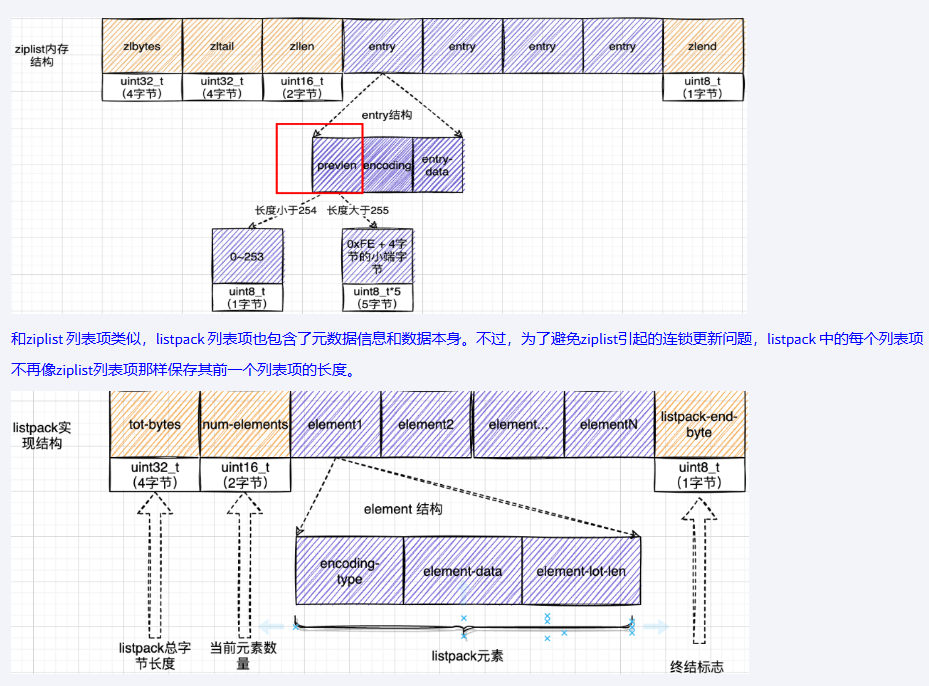 ziplist内存
结构
zlbytes
zltail
zllen
entry
entry
entry
entry
zlend
uint32_t
（4字节）
uint32_t
（4字节）
uint16_t
（2字节）
uint8_t
（1字节）
entry结构
prevlen
encoding
entry-
data
长度小于254
长度大于255
0~253
0xFE + 4字
节的小端字
节
uint8_t
（1字节）
uint8_t*5
（5字节）
和ziplist 列表项类似，listpack 列表项也包含了元数据信息和数据本身。不过，为了避免ziplist引起的连锁更新问题，listpack 中的每个列表项
不再像ziplist列表项那样保存其前一个列表项的长度。
listpack实
现结构
tot-bytes
num-elements
element1
element2
element...
elementN
listpack-end-
byte
uint32_t
（4字节）
uint16_t
（2字节）
uint8_t
（1字节）
element 结构
encoding-
type
element-data
element-lot-len
listpack总字
节长度
当前元素数
量
listpack元素
终结标志